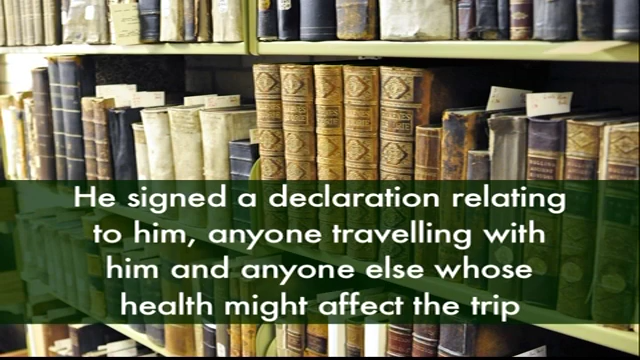 He signed a declaration relating
to him, anyone travelling with
him and anyone else whose
health might affect the trip